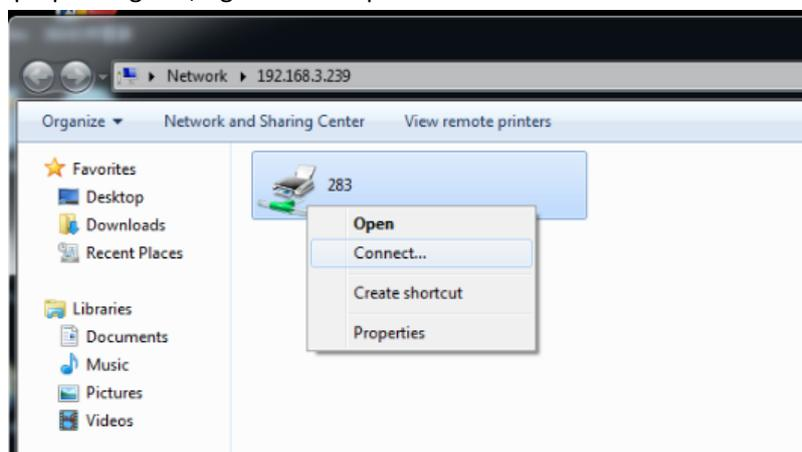 Network ▸ 192.168.3.239
Organize ▾ Network and Sharing Center View remote printers
Favorites
Desktop
Downloads
Recent Places
Libraries
Documents
Music
Pictures
Videos
283
Open
Connect...
Create shortcut
Properties